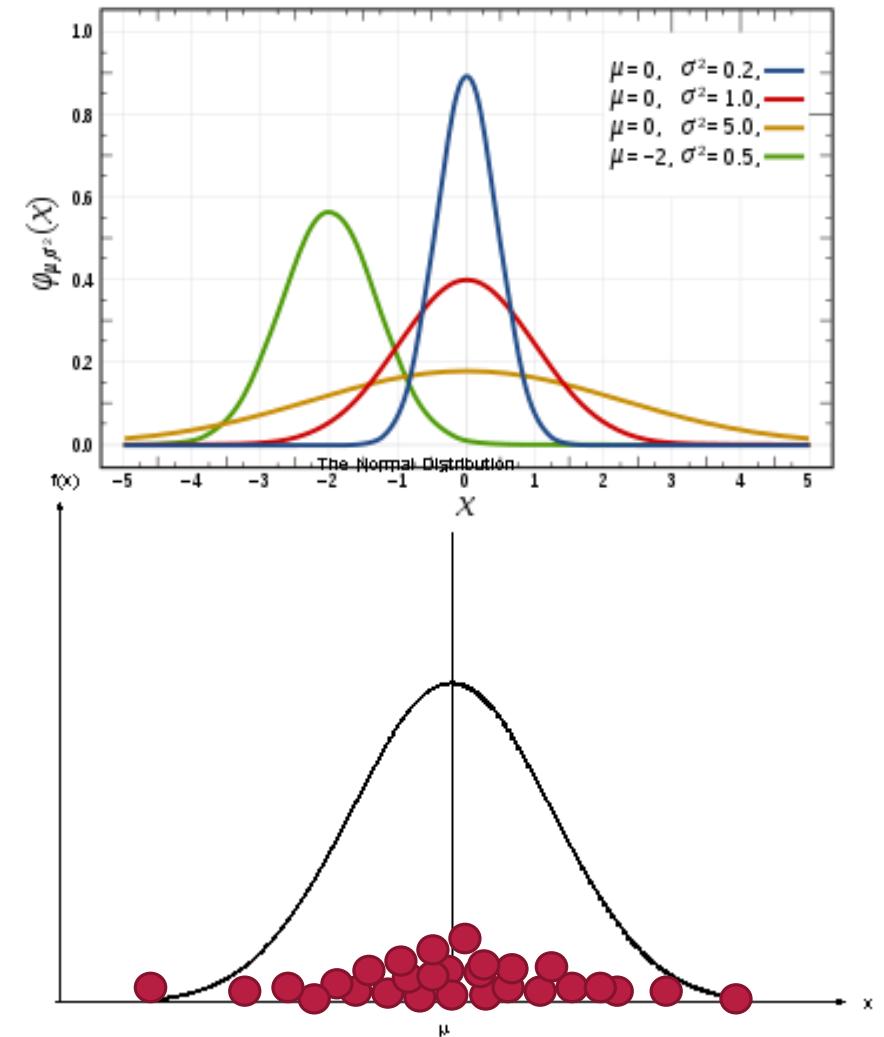 1.0
μ = 0, σ² = 0.2,
μ = 0, σ² = 1.0,
0.8
μ = 0, σ² = 5.0,
μ = −2, σ² = 0.5,
0.6
φμ,σ²(x)
0.4
0.2
0.0
The Normal Distribution
f(x)
−5 −4 −3 −2 −1 0 1 2 3 4 5
x
x
μ